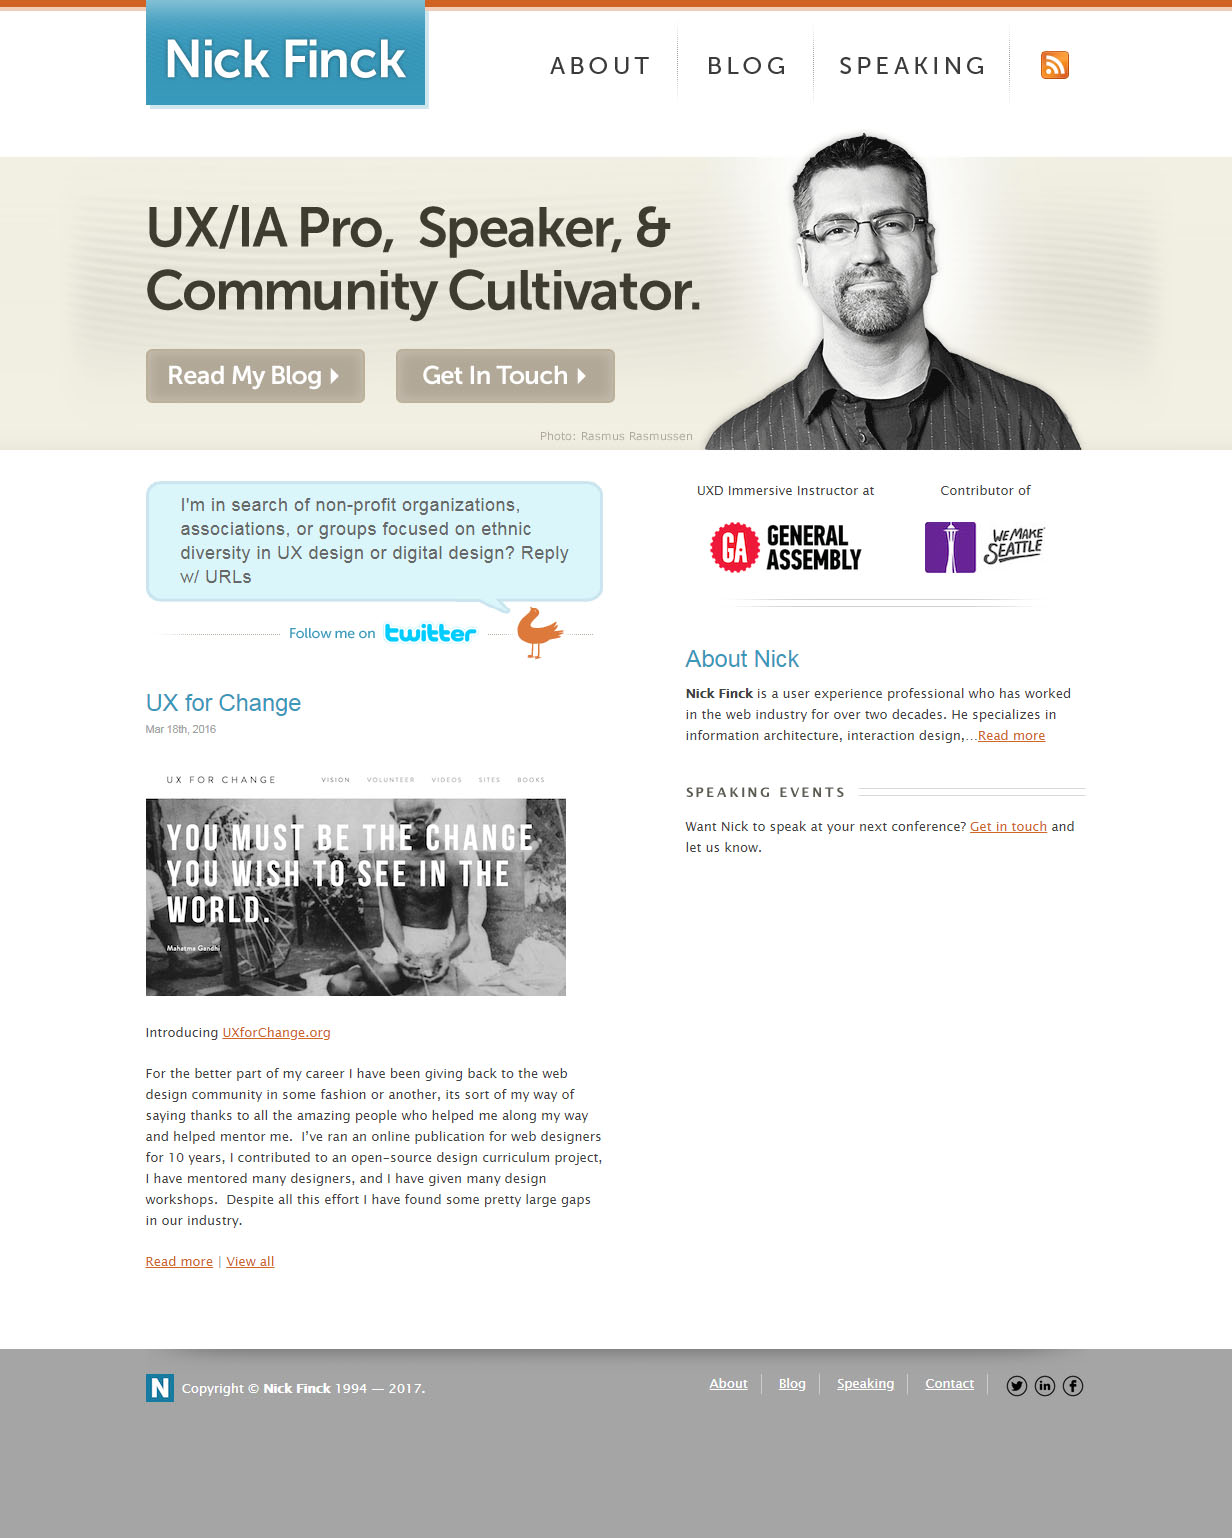 Nick Finck
ABOUT
BLOG
SPEAKING
UX/IA Pro, Speaker, &
Community Cultivator.
Read My Blog
Get In Touch
Photo: Rasmus Rasmussen
I'm in search of non-profit organizations,
associations, or groups focused on ethnic
diversity in UX design or digital design? Reply
w/ URLs
Follow me on twitter
UX for Change
Mar 18th, 2016
UX FOR CHANGE
VISION
VOLUNTEER
VIDEOS
SITES
BOOKS
YOU MUST BE THE CHANGE
YOU WISH TO SEE IN THE
WORLD.
Mahatma Gandhi
Introducing UXforChange.org
For the better part of my career I have been giving back to the web
design community in some fashion or another, its sort of my way of
saying thanks to all the amazing people who helped me along my way
and helped mentor me.  I've ran an online publication for web designers
for 10 years, I contributed to an open-source design curriculum project,
I have mentored many designers, and I have given many design
workshops.  Despite all this effort I have found some pretty large gaps
in our industry.
Read more | View all
UXD Immersive Instructor at
GA GENERAL
ASSEMBLY
Contributor of
WE MAKE
SEATTLE
About Nick
Nick Finck is a user experience professional who has worked
in the web industry for over two decades. He specializes in
information architecture, interaction design,...Read more
SPEAKING EVENTS
Want Nick to speak at your next conference? Get in touch and
let us know.
N Copyright © Nick Finck 1994 — 2017.
About
Blog
Speaking
Contact